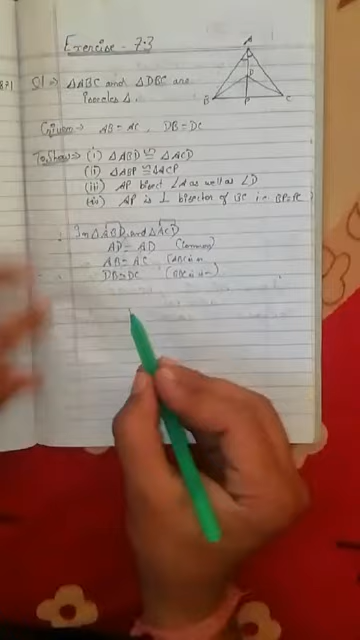 Exercise - 7.3
Q1 → △ABC and △DBC are
isosceles △.
A
D
B
P
C
Given → AB = AC, DB = DC
To show → (i) △ABD ≅ △ACD
(ii) △ABP ≅ △ACP
(iii) AP bisect ∠A as well as ∠D
(iv) AP is ⊥ bisector of BC i.e. BP=PC
In △ABD and △ACD
AD = AD (Common)
AB = AC
DB = DC